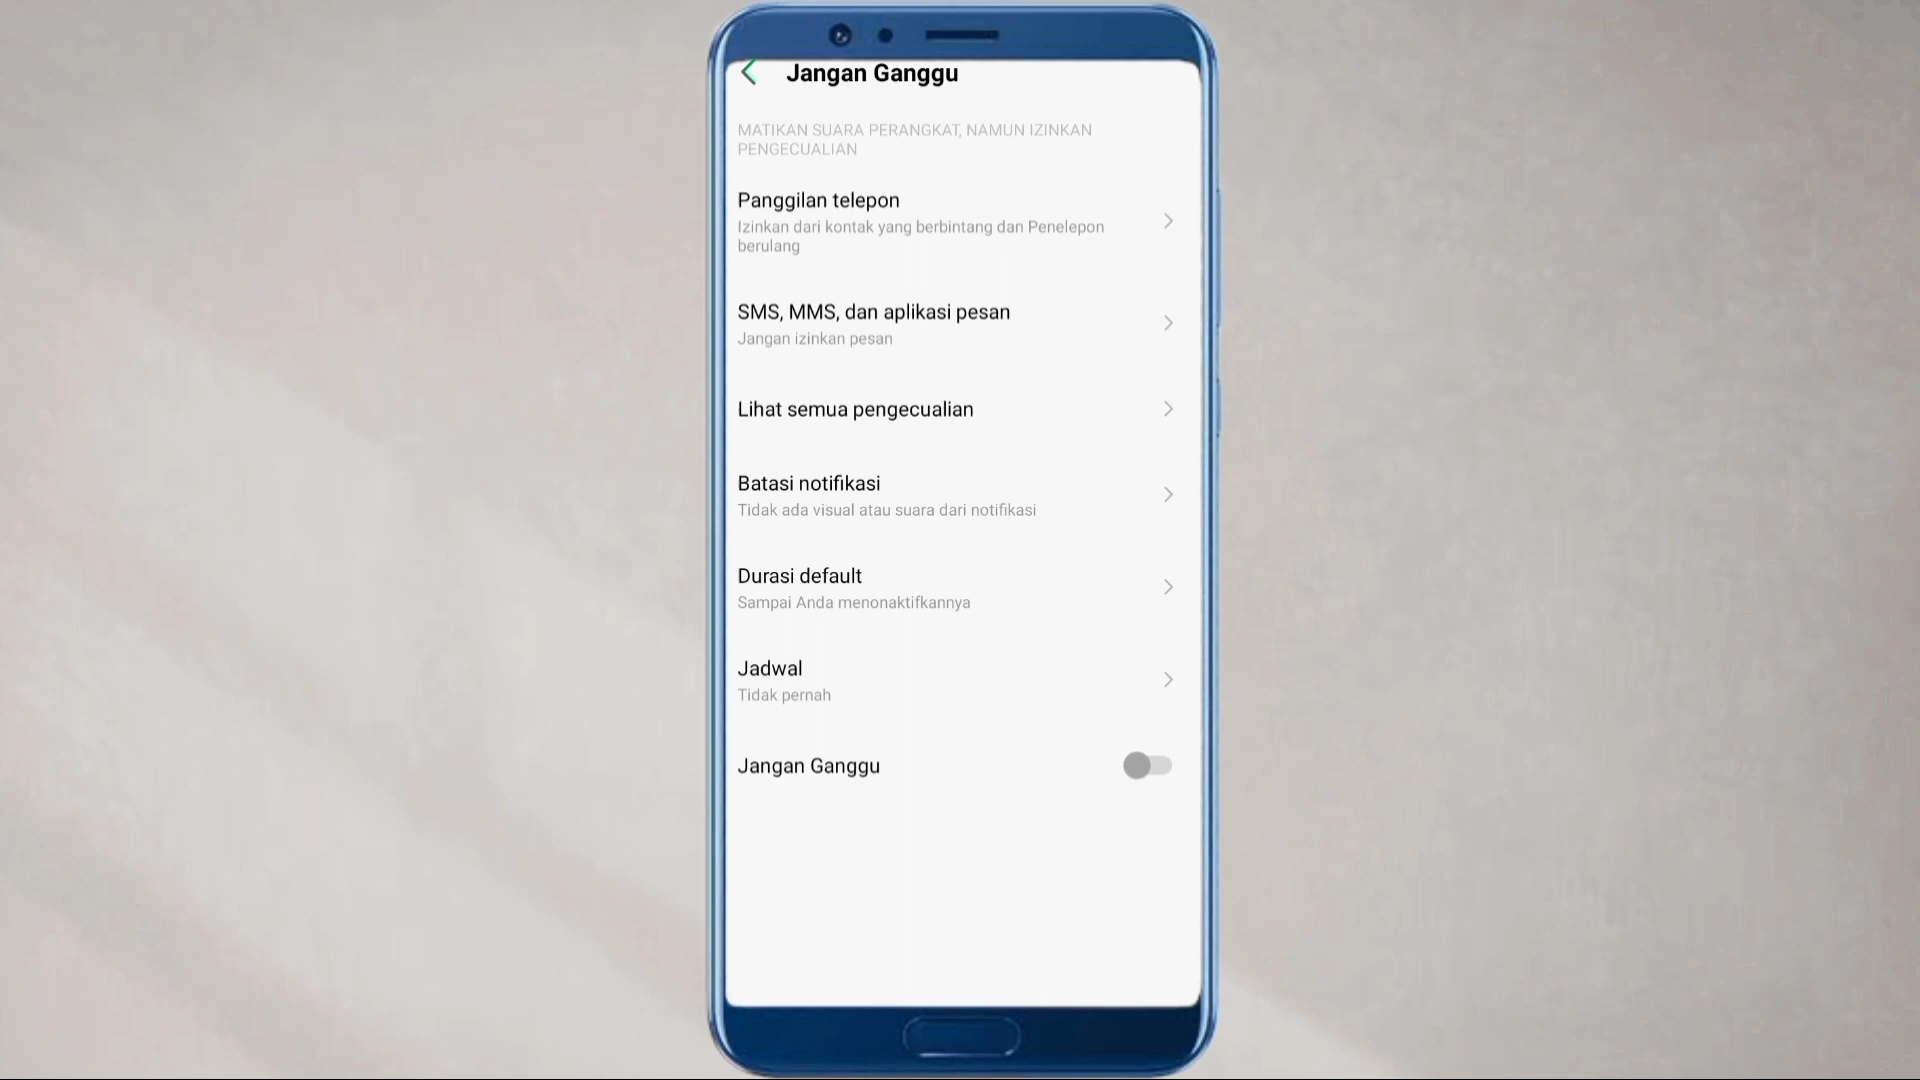 Jangan Ganggu
MATIKAN SUARA PERANGKAT, NAMUN IZINKAN
PENGECUALIAN
Panggilan telepon
Izinkan dari kontak yang berbintang dan Penelepon
berulang
SMS, MMS, dan aplikasi pesan
Jangan izinkan pesan
Lihat semua pengecualian
Batasi notifikasi
Tidak ada visual atau suara dari notifikasi
Durasi default
Sampai Anda menonaktifkannya
Jadwal
Tidak pernah
Jangan Ganggu